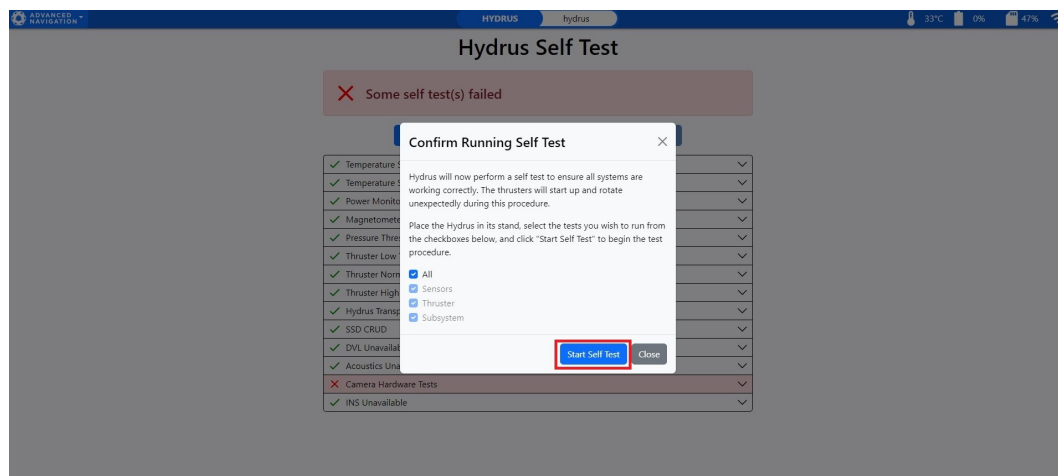 ADVANCED NAVIGATION
HYDRUS hydrus 33°C 0% 47%
Hydrus Self Test
Some self test(s) failed
Confirm Running Self Test
Hydrus will now perform a self test to ensure all systems are
working correctly. The thrusters will start up and rotate
unexpectedly during this procedure.
Place the Hydrus in its stand, select the tests you wish to run from
the checkboxes below, and click "Start Self Test" to begin the test
procedure.
All
Sensors
Thruster
Subsystem
Start Self Test Close
Temperature S
Temperature S
Power Monito
Magnetomete
Pressure Thres
Thruster Low
Thruster Norm
Thruster High
Hydrus Transp
SSD CRUD
DVL Unavailab
Acoustics Una
Camera Hardware Tests
INS Unavailable